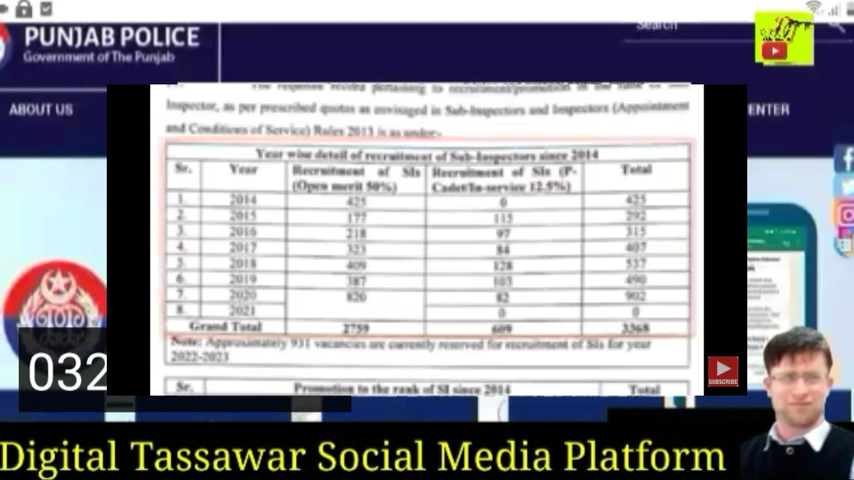 Search
PUNJAB POLICE
Government of The Punjab
ABOUT US
ENTER
Inspector, as per prescribed quotas as envisaged in Sub-Inspectors and Inspectors (Appointment
and Conditions of Service) Rules 2013 is as under:-
Year wise detail of recruitment of Sub-Inspectors since 2014
Sr. Year Recruitment of SIs (Open merit 50%) Recruitment of SIs (P-Cadet/In-service 12.5%) Total
1. 2014 425 0 425
2. 2015 177 115 292
3. 2016 218 97 315
4. 2017 323 84 407
5. 2018 409 128 537
6. 2019 387 103 490
7. 2020 820 82 902
8. 2021 0 0
Grand Total 2759 609 3368
Note: Approximately 931 vacancies are currently reserved for recruitment of SIs for year
2022-2023
Sr. Promotion to the rank of SI since 2014 Total
032
SUBSCRIBE
Digital Tassawar Social Media Platform